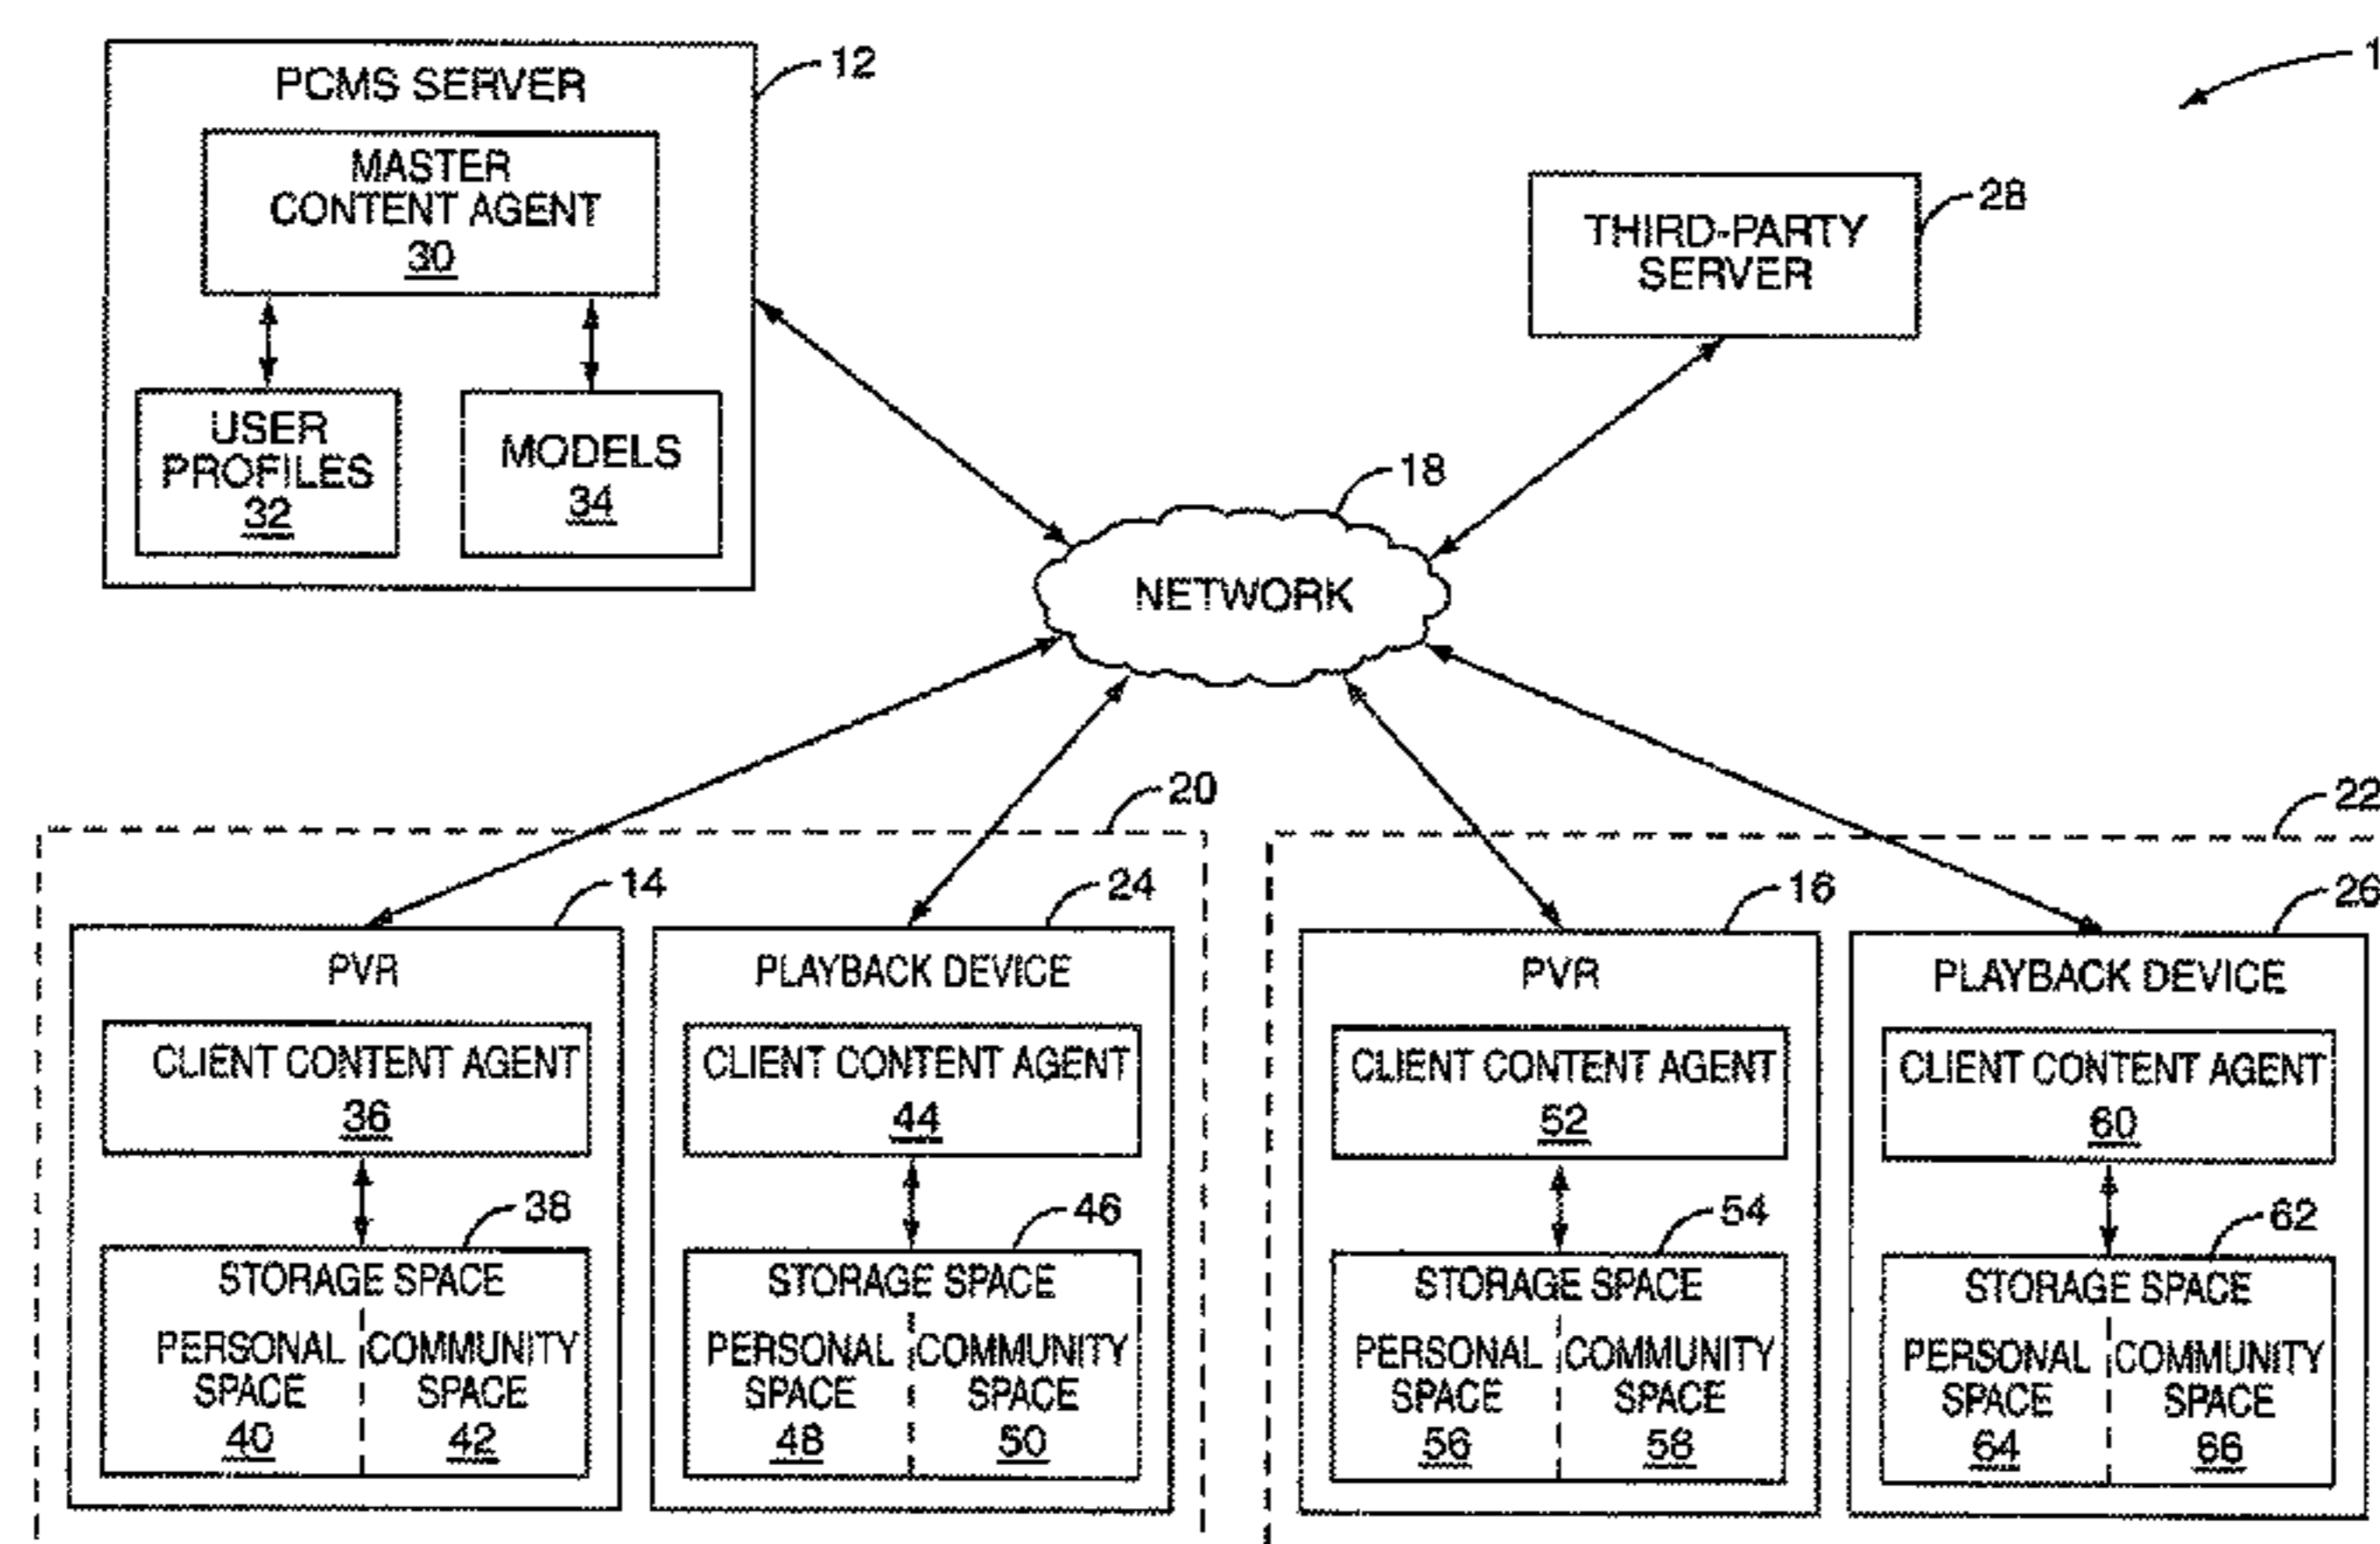 PCMS SERVER
12
1
MASTER
CONTENT AGENT
30
USER
PROFILES
32
MODELS
34
THIRD-PARTY
SERVER
28
18
NETWORK
20
22
14
PVR
CLIENT CONTENT AGENT
36
38
STORAGE SPACE
PERSONAL
SPACE
40
COMMUNITY
SPACE
42
24
PLAYBACK DEVICE
CLIENT CONTENT AGENT
44
46
STORAGE SPACE
PERSONAL
SPACE
48
COMMUNITY
SPACE
50
16
PVR
CLIENT CONTENT AGENT
52
54
STORAGE SPACE
PERSONAL
SPACE
56
COMMUNITY
SPACE
58
26
PLAYBACK DEVICE
CLIENT CONTENT AGENT
60
62
STORAGE SPACE
PERSONAL
SPACE
64
COMMUNITY
SPACE
66